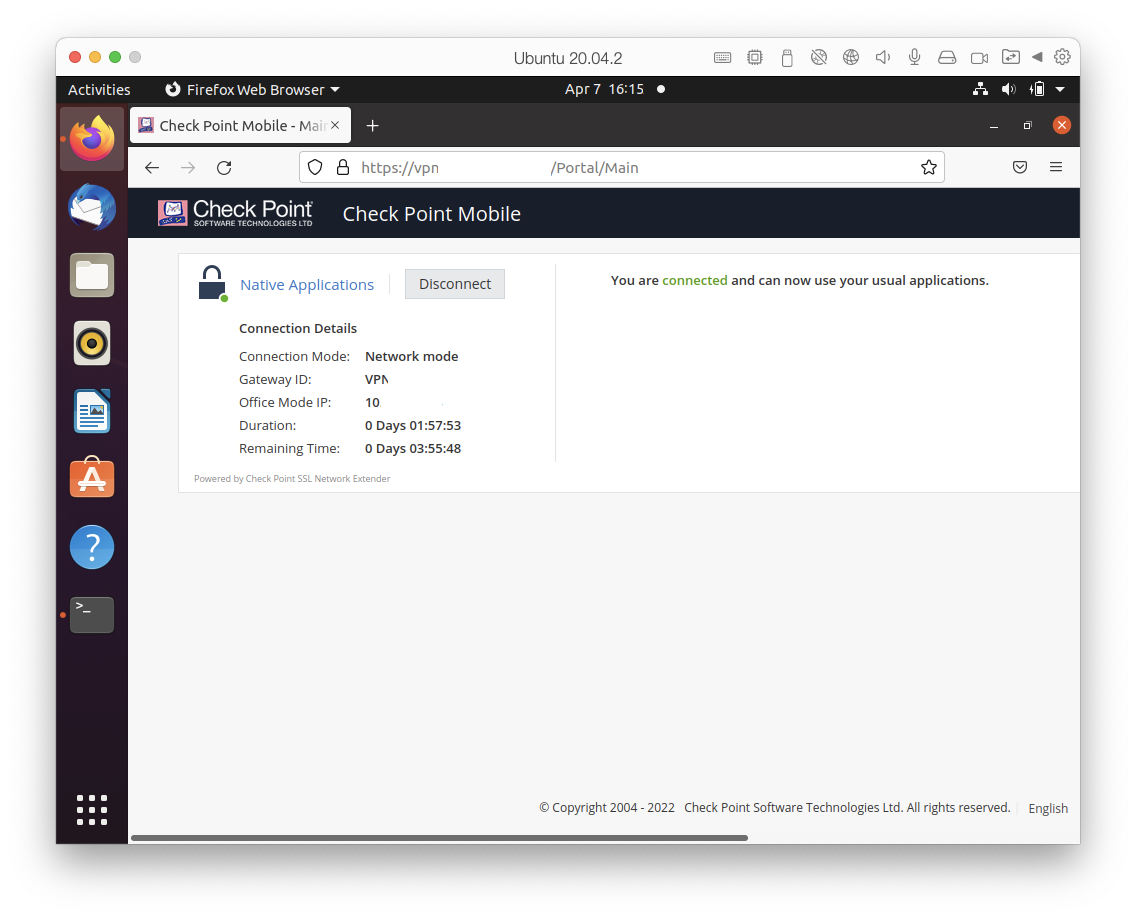 Ubuntu 20.04.2
Activities Firefox Web Browser Apr 7 16:15
Check Point Mobile - Mair
https://vpn /Portal/Main
Check Point
SOFTWARE TECHNOLOGIES LTD
Check Point Mobile
Native Applications Disconnect
You are connected and can now use your usual applications.
Connection Details
Connection Mode: Network mode
Gateway ID: VPN
Office Mode IP: 10
Duration: 0 Days 01:57:53
Remaining Time: 0 Days 03:55:48
Powered by Check Point SSL Network Extender
© Copyright 2004 - 2022 Check Point Software Technologies Ltd. All rights reserved. English